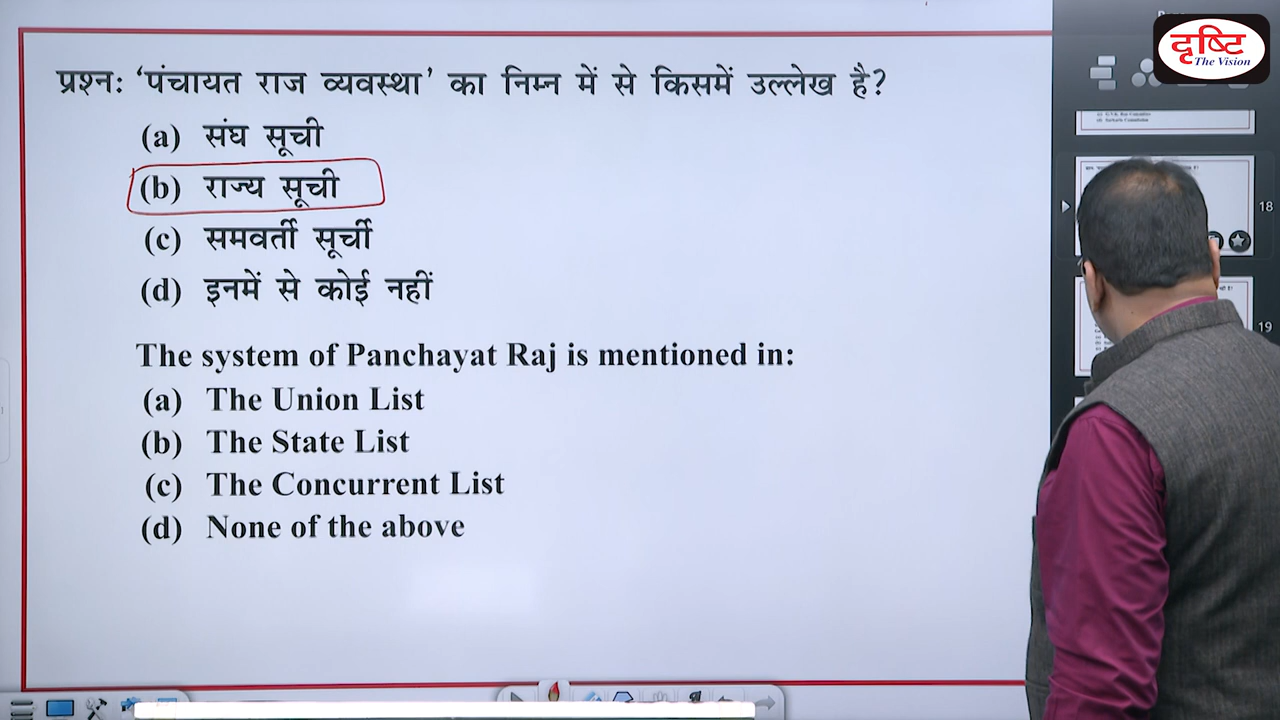 दृष्टि
The Vision
प्रश्न: ‘पंचायत राज व्यवस्था’ का निम्न में से किसमें उल्लेख है?
(a) संघ सूची
(b) राज्य सूची
(c) समवर्ती सूर्ची
(d) इनमें से कोई नहीं
The system of Panchayat Raj is mentioned in:
(a) The Union List
(b) The State List
(c) The Concurrent List
(d) None of the above
18
19